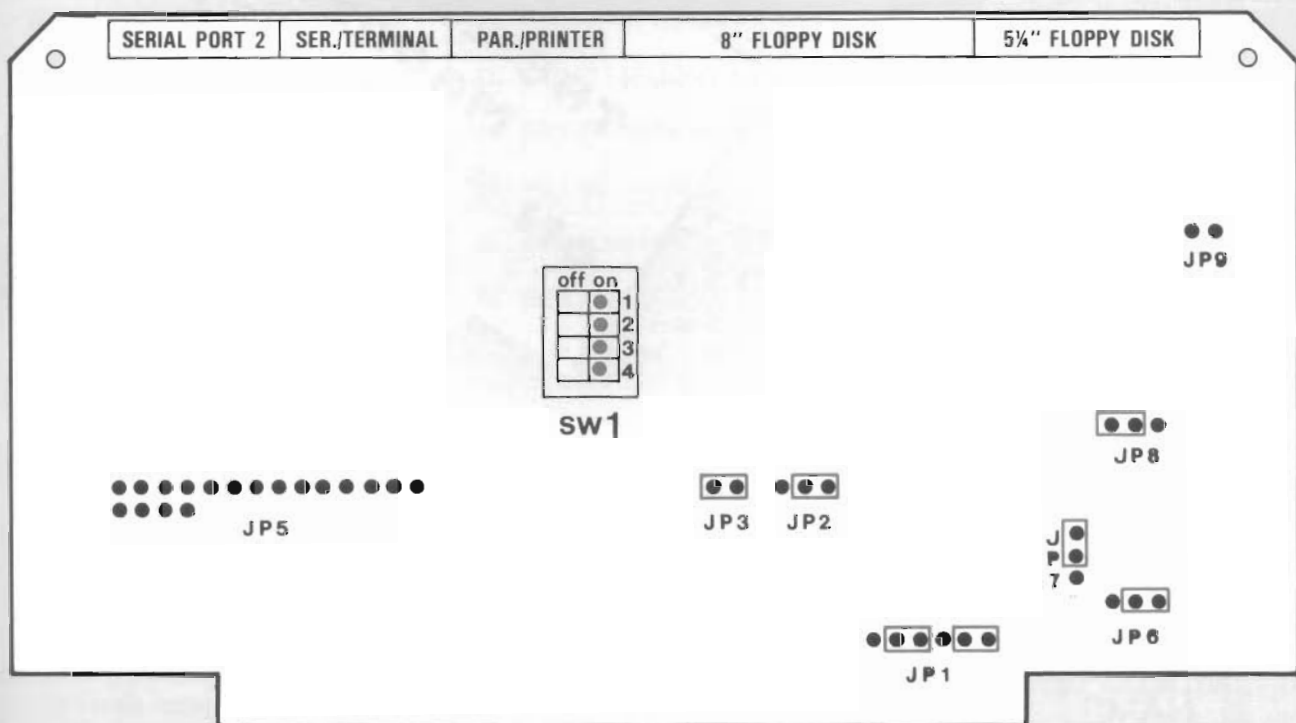 SERIAL PORT 2 SER./TERMINAL PAR./PRINTER 8" FLOPPY DISK 5¼" FLOPPY DISK
JP9
off on
1
2
3
4
SW1
JP8
JP5
JP3 JP2
JP7
JP6
JP1